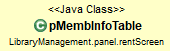 <<Java Class>>
pMembInfoTable
LibraryManagement.panel.rentScreen